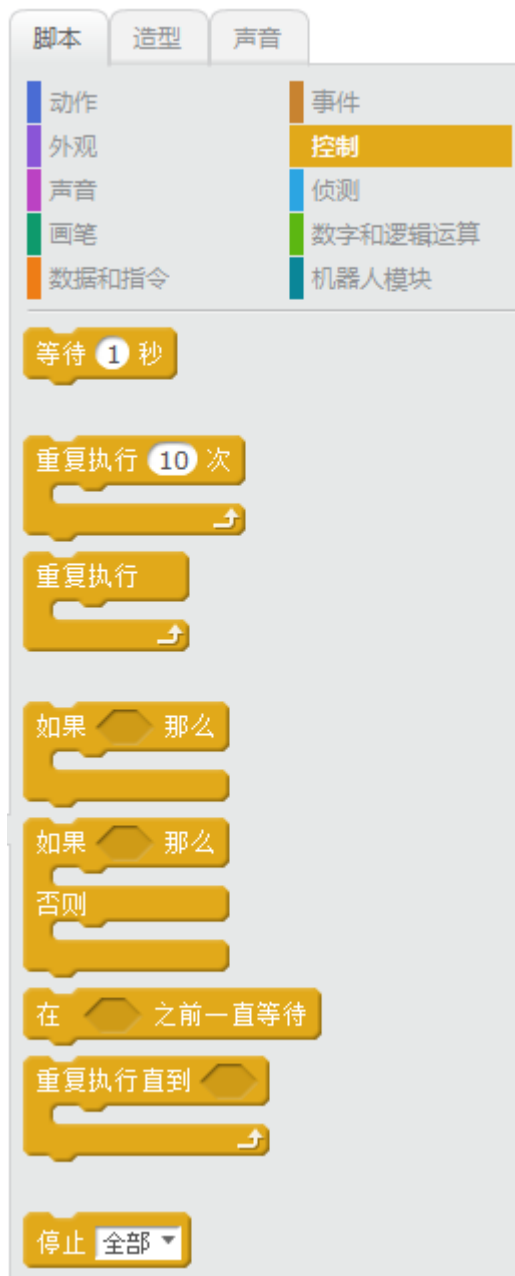 脚本 造型 声音
动作 事件
外观 控制
声音 侦测
画笔 数字和逻辑运算
数据和指令 机器人模块
等待 1 秒
重复执行 10 次
重复执行
如果 那么
如果 那么
否则
在 之前一直等待
重复执行直到
停止 全部